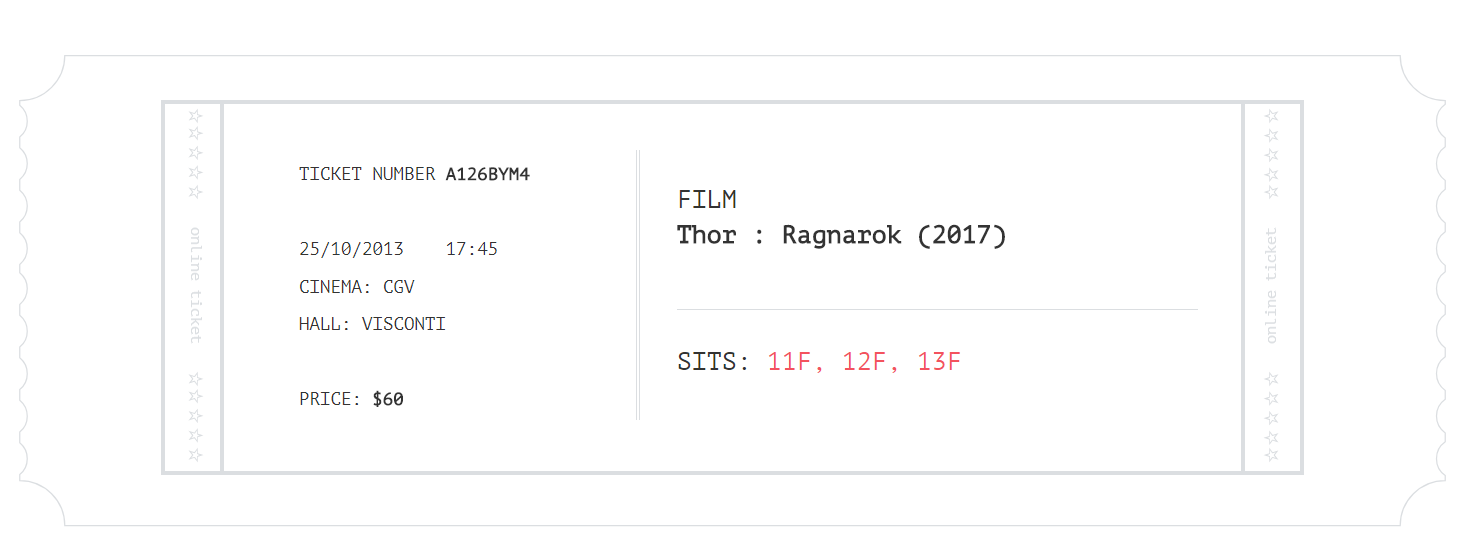 TICKET NUMBER A126BYM4
25/10/2013 17:45
CINEMA: CGV
HALL: VISCONTI
PRICE: $60
FILM
Thor : Ragnarok (2017)
SITS: 11F, 12F, 13F
☆☆☆☆☆ online ticket ☆☆☆☆☆
☆☆☆☆☆ online ticket ☆☆☆☆☆